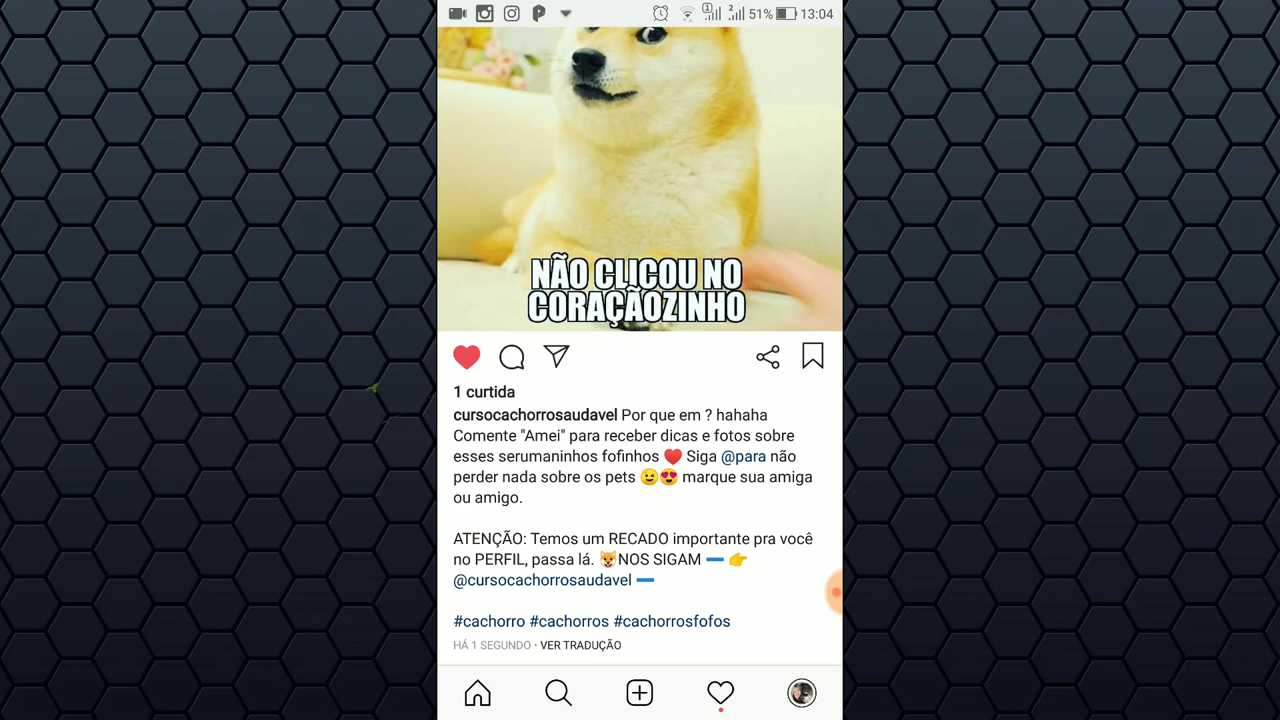 51% 13:04
NÃO CLICOU NO
CORAÇÃOZINHO
1 curtida
cursocachorrosaudavel Por que em ? hahaha
Comente "Amei" para receber dicas e fotos sobre
esses serumaninhos fofinhos ❤️ Siga @para não
perder nada sobre os pets 😉😍 marque sua amiga
ou amigo.
ATENÇÃO: Temos um RECADO importante pra você
no PERFIL, passa lá. 😺NOS SIGAM ➖ 👉
@cursocachorrosaudavel ➖
#cachorro #cachorros #cachorrosfofos
HÁ 1 SEGUNDO · VER TRADUÇÃO